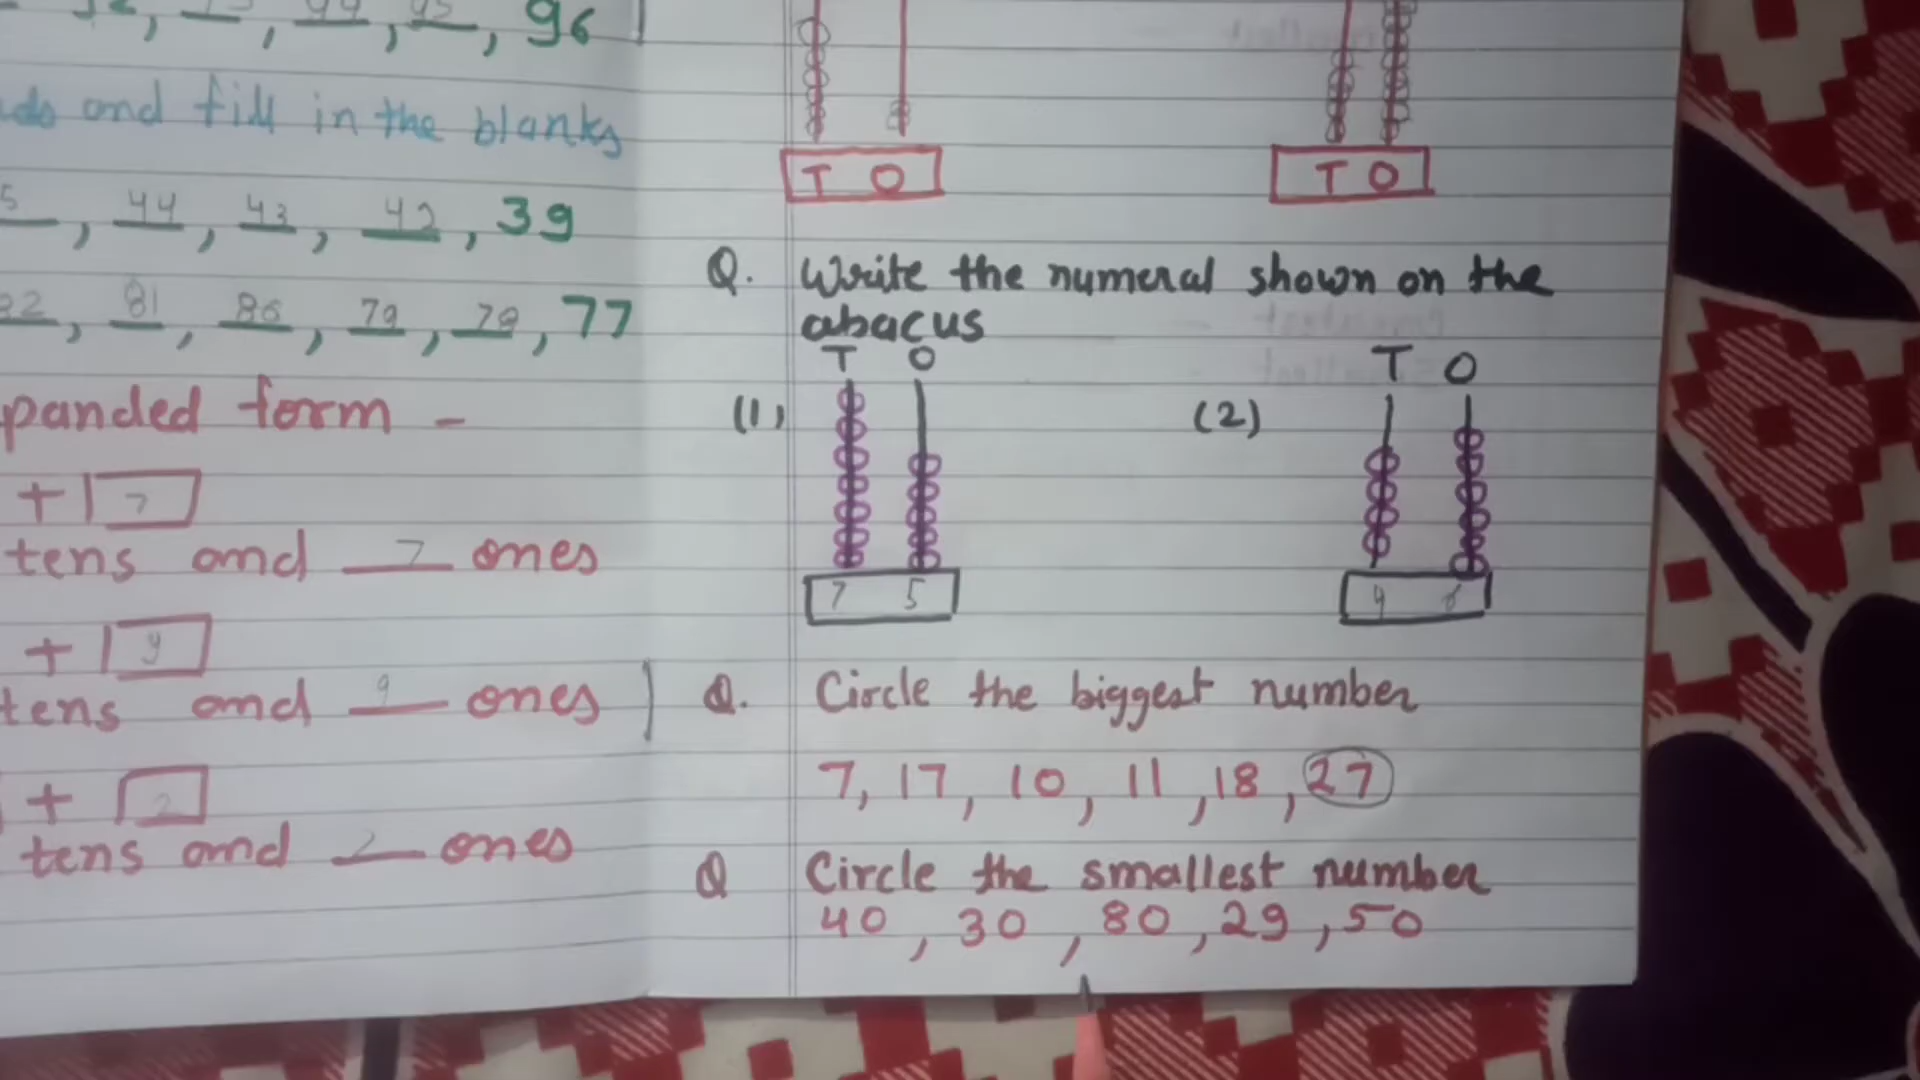 96
and fill in the blanks
44, 43, 42, 39
81, 86, 79, 79, 77
panded form -
+ 7
tens and 7 ones
+ 9
tens and 9 ones
+ 2
tens and 2 ones
T O
T O
Q. Write the numeral shown on the
abacus
T O
T O
(1)
(2)
7 5
4
Q. Circle the biggest number
7, 17, 10, 11, 18, 27
Q Circle the smallest number
40, 30, 80, 29, 50